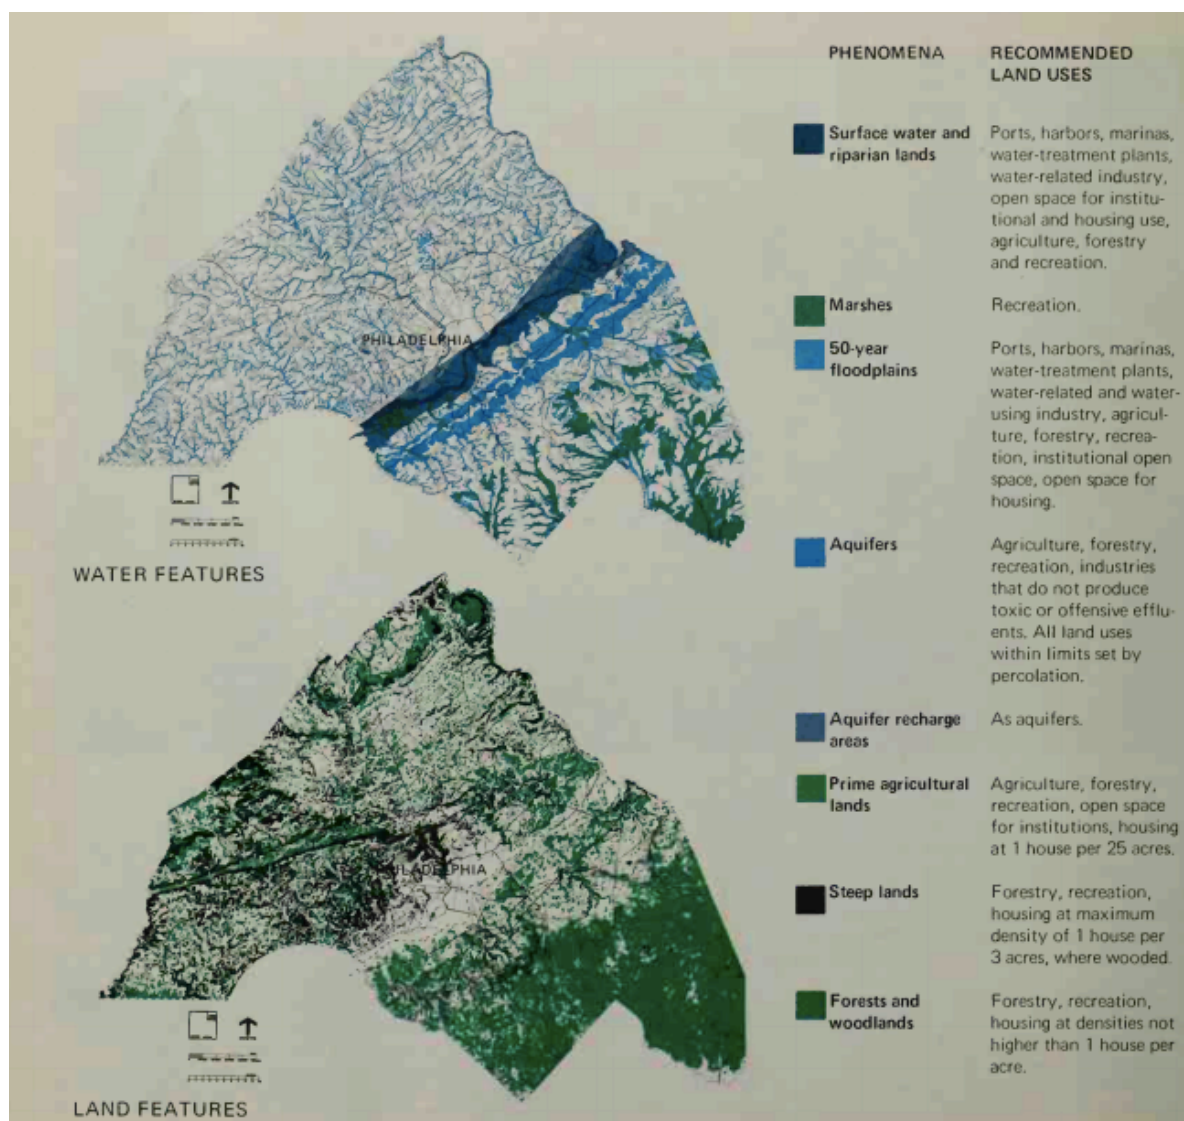 PHENOMENA
RECOMMENDED
LAND USES
Surface water and
riparian lands
Ports, harbors, marinas,
water-treatment plants,
water-related industry,
open space for institu-
tional and housing use,
agriculture, forestry
and recreation.
Marshes
Recreation.
50-year
floodplains
Ports, harbors, marinas,
water-treatment plants,
water-related and water-
using industry, agricul-
ture, forestry, recrea-
tion, institutional open
space, open space for
housing.
Aquifers
Agriculture, forestry,
recreation, industries
that do not produce
toxic or offensive efflu-
ents. All land uses
within limits set by
percolation.
Aquifer recharge
areas
As aquifers.
Prime agricultural
lands
Agriculture, forestry,
recreation, open space
for institutions, housing
at 1 house per 25 acres.
Steep lands
Forestry, recreation,
housing at maximum
density of 1 house per
3 acres, where wooded.
Forests and
woodlands
Forestry, recreation,
housing at densities not
higher than 1 house per
acre.
PHILADELPHIA
WATER FEATURES
PHILADELPHIA
LAND FEATURES